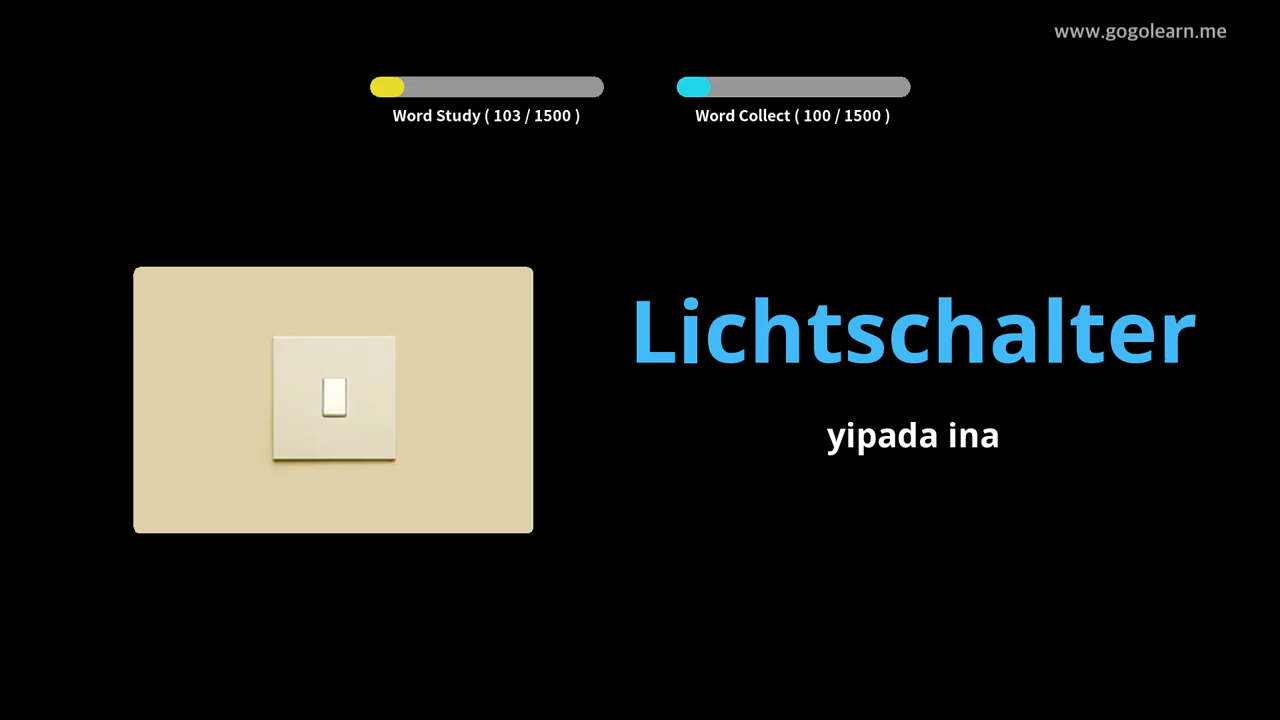 www.gogolearn.me
Word Study ( 103 / 1500 )
Word Collect ( 100 / 1500 )
Lichtschalter
yipada ina